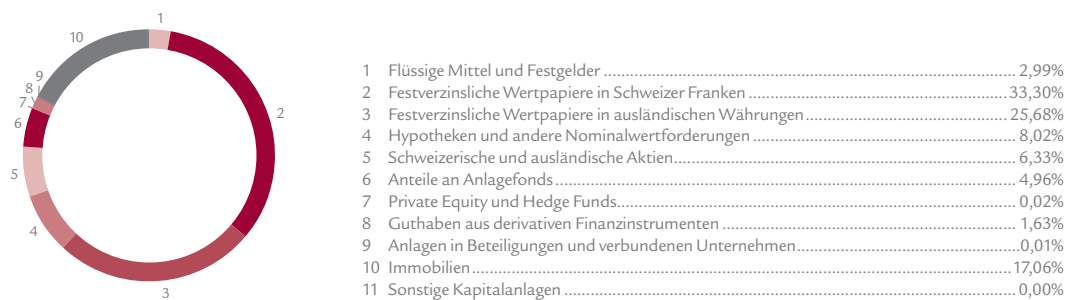 1
10
2
9
8
7
6
5
4
3
1 Flüssige Mittel und Festgelder 2,99%
2 Festverzinsliche Wertpapiere in Schweizer Franken 33,30%
3 Festverzinsliche Wertpapiere in ausländischen Währungen 25,68%
4 Hypotheken und andere Nominalwertforderungen 8,02%
5 Schweizerische und ausländische Aktien 6,33%
6 Anteile an Anlagefonds 4,96%
7 Private Equity und Hedge Funds 0,02%
8 Guthaben aus derivativen Finanzinstrumenten 1,63%
9 Anlagen in Beteiligungen und verbundenen Unternehmen 0,01%
10 Immobilien 17,06%
11 Sonstige Kapitalanlagen 0,00%